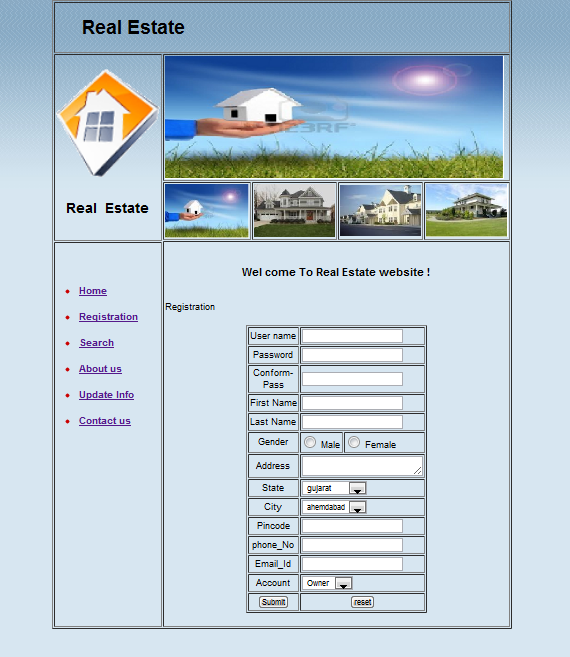 Real Estate
123RF
Real Estate
Wel come To Real Estate website !
Home
Registration
Search
About us
Update Info
Contact us
Registration
User name
Password
Conform-
Pass
First Name
Last Name
Gender Male Female
Address
State gujarat
City ahemdabad
Pincode
phone_No
Email_Id
Account Owner
Submit reset